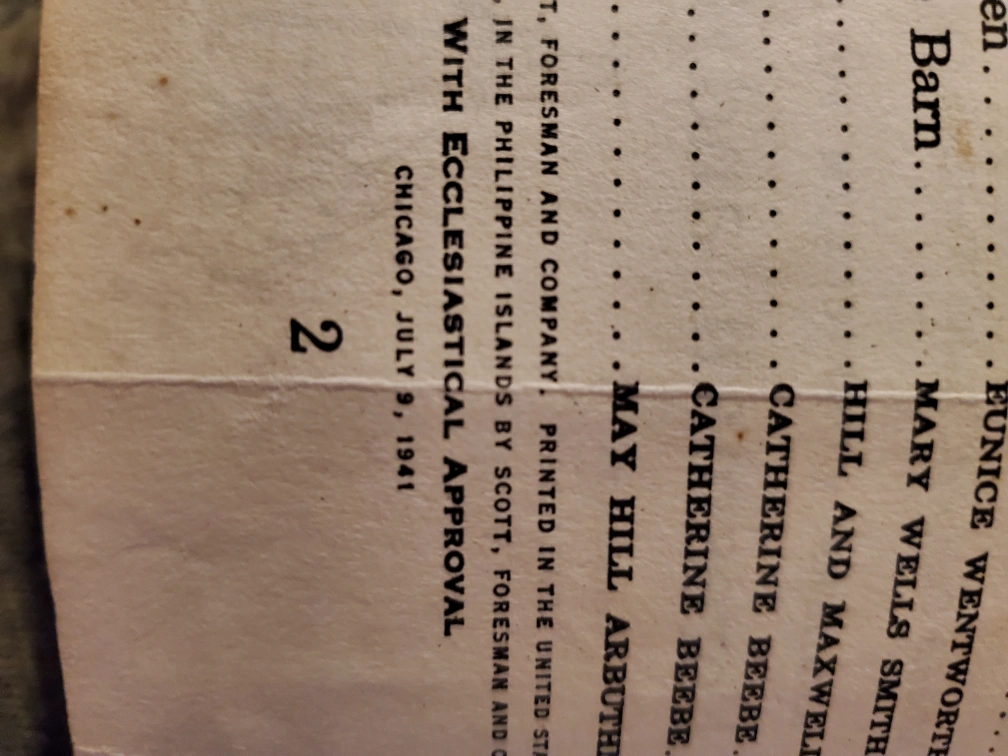 en . . . . . . . . EUNICE WENTWORT
Barn. . . . . . . . MARY WELLS SMITH
. . . . . . . . . HILL AND MAXWELL
. . . . . . . . CATHERINE BEEBE.
. . . . . . . . . CATHERINE BEEBE.
. . . . . . . . . MAY HILL ARBUTH
T, FORESMAN AND COMPANY. PRINTED IN THE UNITED STA
, IN THE PHILIPPINE ISLANDS BY SCOTT, FORESMAN AND C
WITH ECCLESIASTICAL APPROVAL
CHICAGO, JULY 9, 1941
2